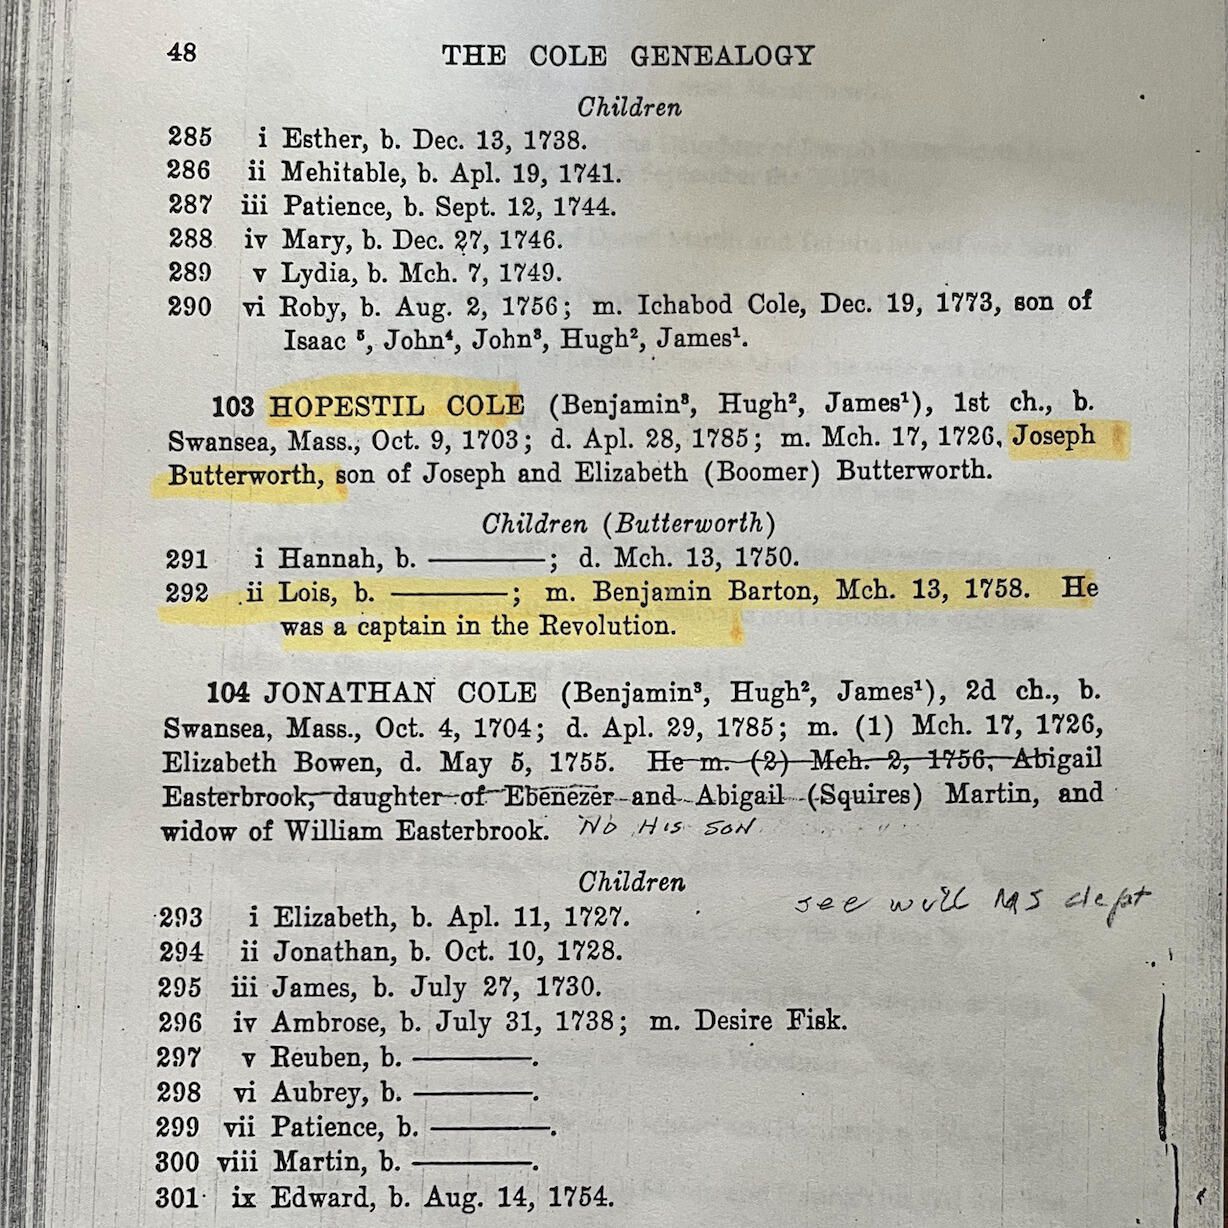 48 THE COLE GENEALOGY
Children
285 i Esther, b. Dec. 13, 1738.
286 ii Mehitable, b. Apl. 19, 1741.
287 iii Patience, b. Sept. 12, 1744.
288 iv Mary, b. Dec. 27, 1746.
289 v Lydia, b. Mch. 7, 1749.
290 vi Roby, b. Aug. 2, 1756; m. Ichabod Cole, Dec. 19, 1773, son of
Isaac ⁵, John⁴, John³, Hugh², James¹.
103 HOPESTIL COLE (Benjamin³, Hugh², James¹), 1st ch., b.
Swansea, Mass., Oct. 9, 1703; d. Apl. 28, 1785; m. Mch. 17, 1726, Joseph
Butterworth, son of Joseph and Elizabeth (Boomer) Butterworth.
Children (Butterworth)
291 i Hannah, b. ———; d. Mch. 13, 1750.
292 ii Lois, b. ———; m. Benjamin Barton, Mch. 13, 1758. He
was a captain in the Revolution.
104 JONATHAN COLE (Benjamin³, Hugh², James¹), 2d ch., b.
Swansea, Mass., Oct. 4, 1704; d. Apl. 29, 1785; m. (1) Mch. 17, 1726,
Elizabeth Bowen, d. May 5, 1755. He m. (2) Mch. 2, 1756, Abigail
Easterbrook, daughter of Ebenezer and Abigail (Squires) Martin, and
widow of William Easterbrook. No His son
Children
see will MS dept
293 i Elizabeth, b. Apl. 11, 1727.
294 ii Jonathan, b. Oct. 10, 1728.
295 iii James, b. July 27, 1730.
296 iv Ambrose, b. July 31, 1738; m. Desire Fisk.
297 v Reuben, b. ———.
298 vi Aubrey, b. ———.
299 vii Patience, b. ———.
300 viii Martin, b. ———.
301 ix Edward, b. Aug. 14, 1754.